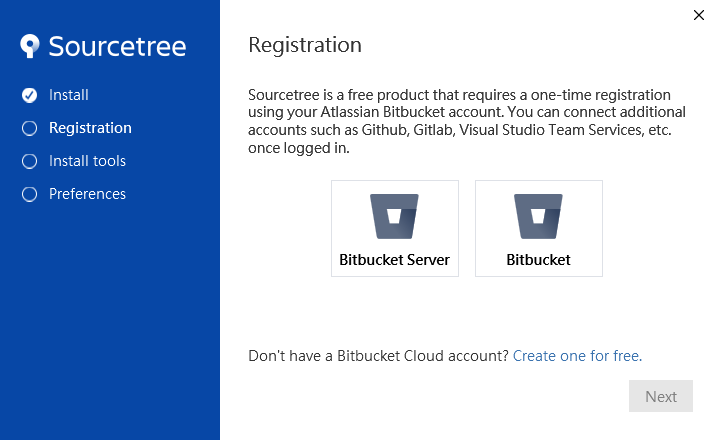 Sourcetree
Install
Registration
Install tools
Preferences
Registration
Sourcetree is a free product that requires a one-time registration
using your Atlassian Bitbucket account. You can connect additional
accounts such as Github, Gitlab, Visual Studio Team Services, etc.
once logged in.
Bitbucket Server
Bitbucket
Don't have a Bitbucket Cloud account? Create one for free.
Next